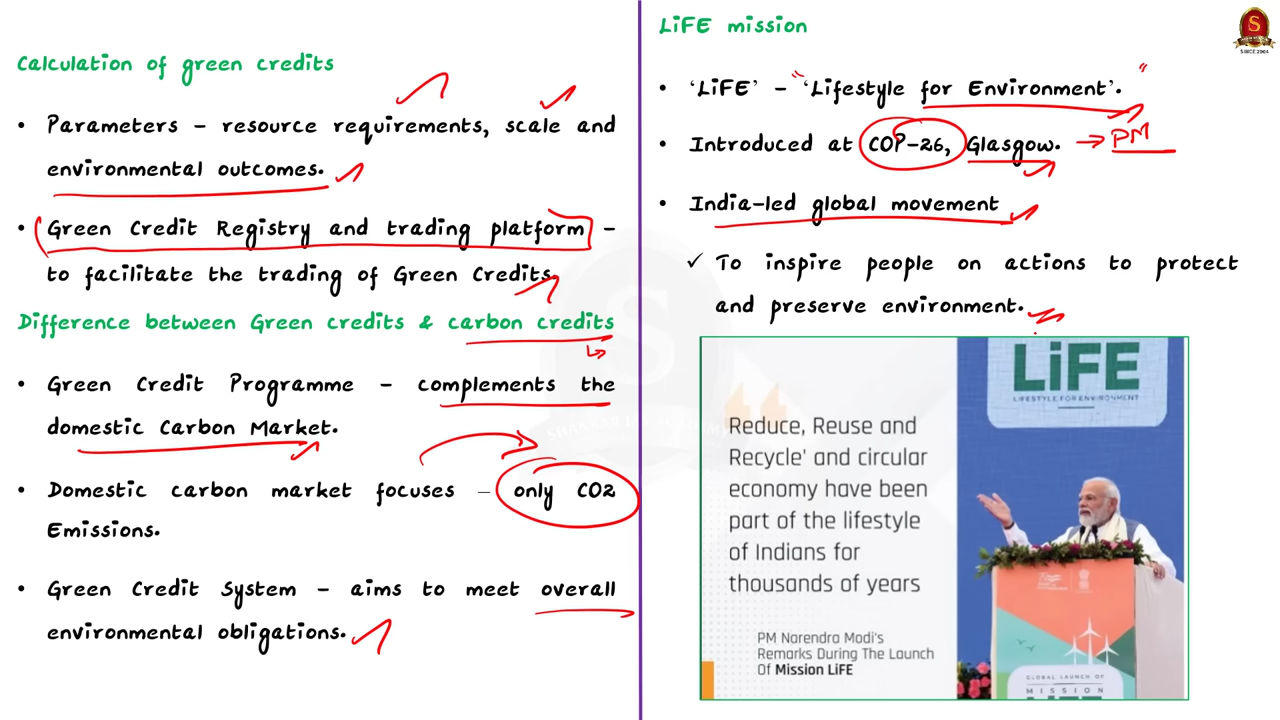 Calculation of green credits
• Parameters – resource requirements, scale and
environmental outcomes.
• Green Credit Registry and trading platform –
to facilitate the trading of Green Credits.
Difference between Green credits & carbon credits
• Green Credit Programme – complements the
domestic Carbon Market.
• Domestic carbon market focuses – only CO2
Emissions.
• Green Credit System – aims to meet overall
environmental obligations.
LiFE mission
• ‘LiFE’ – “‘Lifestyle for Environment’.”
• Introduced at COP-26, Glasgow. → PM
• India-led global movement
✓ To inspire people on actions to protect
and preserve environment.
Reduce, Reuse and
Recycle' and circular
economy have been
part of the lifestyle
of Indians for
thousands of years
PM Narendra Modi's
Remarks During The Launch
Of Mission LiFE
LiFE
LIFESTYLE FOR ENVIRONMENT
GLOBAL LAUNCH OF
MISSION
S
SINCE 2004